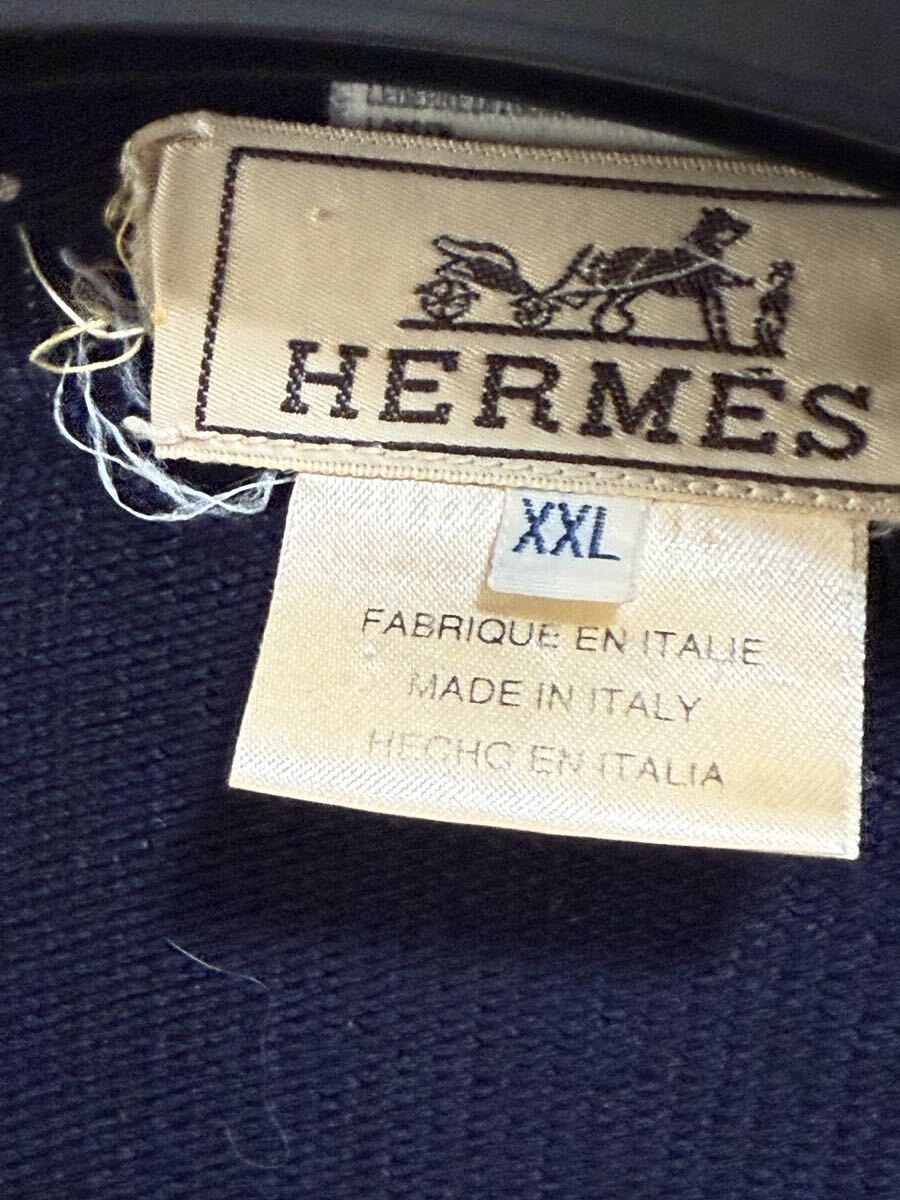 HERMÈS
XXL
FABRIQUE EN ITALIE
MADE IN ITALY
HECHO EN ITALIA